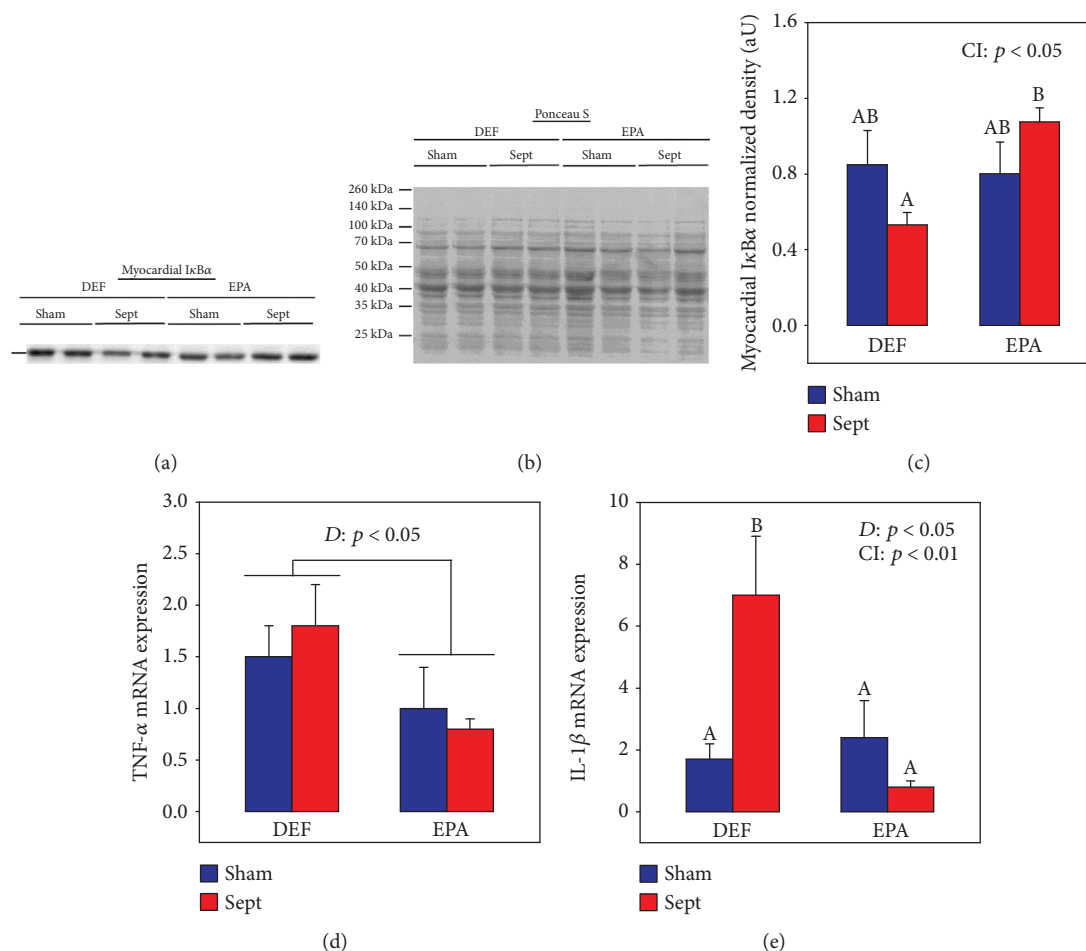 Myocardial IκBα
DEF EPA
Sham Sept Sham Sept
(a)
Ponceau S
DEF EPA
Sham Sept Sham Sept
260 kDa
140 kDa
100 kDa
70 kDa
50 kDa
40 kDa
35 kDa
25 kDa
(b)
Myocardial IκBα normalized density (aU)
1.6
1.2
0.8
0.4
0.0
CI: p < 0.05
AB
A
AB
B
DEF EPA
Sham
Sept
(c)
TNF-α mRNA expression
3.0
2.5
2.0
1.5
1.0
0.5
0.0
D: p < 0.05
DEF EPA
Sham
Sept
(d)
IL-1β mRNA expression
10
8
6
4
2
0
D: p < 0.05
CI: p < 0.01
A
B
A
A
DEF EPA
Sham
Sept
(e)